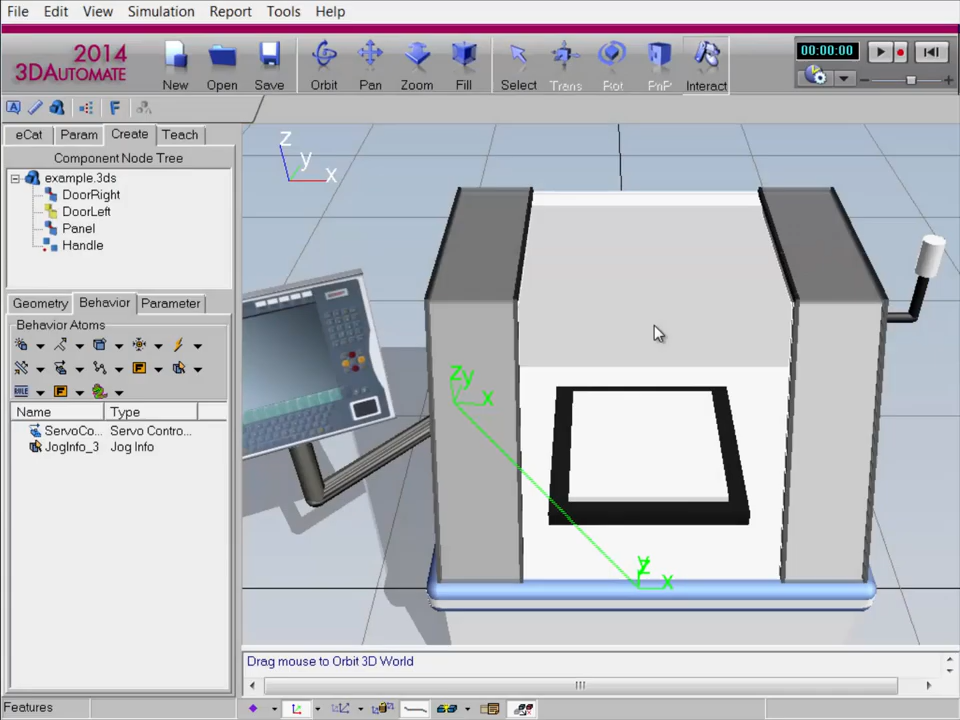 File Edit View Simulation Report Tools Help
2014
3DAUTOMATE
New Open Save Orbit Pan Zoom Fill Select Trans Rot PnP Interact
00:00:00
eCat Param Create Teach
Component Node Tree
example.3ds
DoorRight
DoorLeft
Panel
Handle
Geometry Behavior Parameter
Behavior Atoms
RULE
Name Type
ServoCo... Servo Contro...
JogInfo_3 Jog Info
z
y
x
zy
x
x
Drag mouse to Orbit 3D World
Features